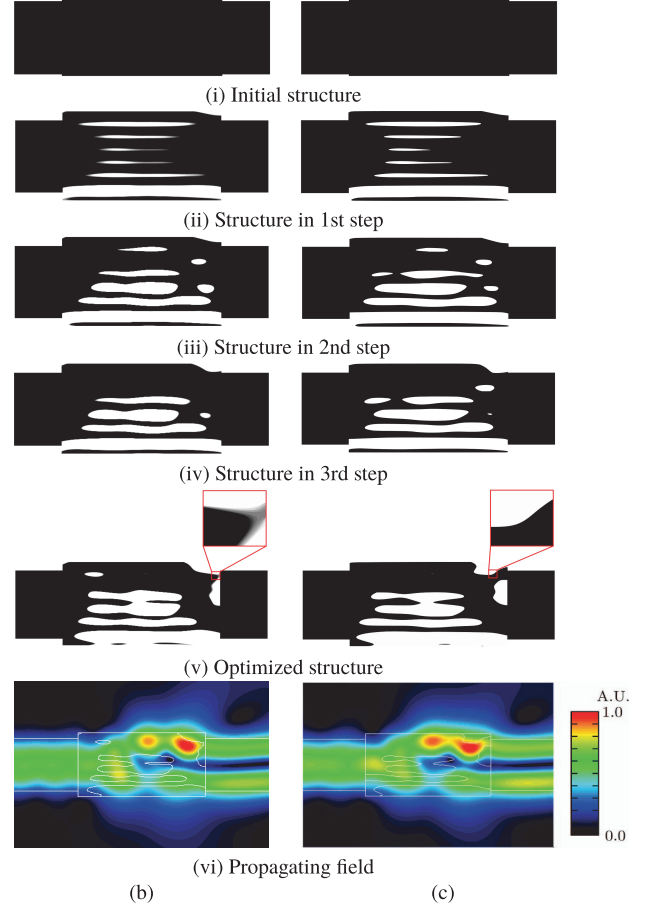 (i) Initial structure
(ii) Structure in 1st step
(iii) Structure in 2nd step
(iv) Structure in 3rd step
(v) Optimized structure
A.U.
1.0
0.0
(vi) Propagating field
(b) (c)